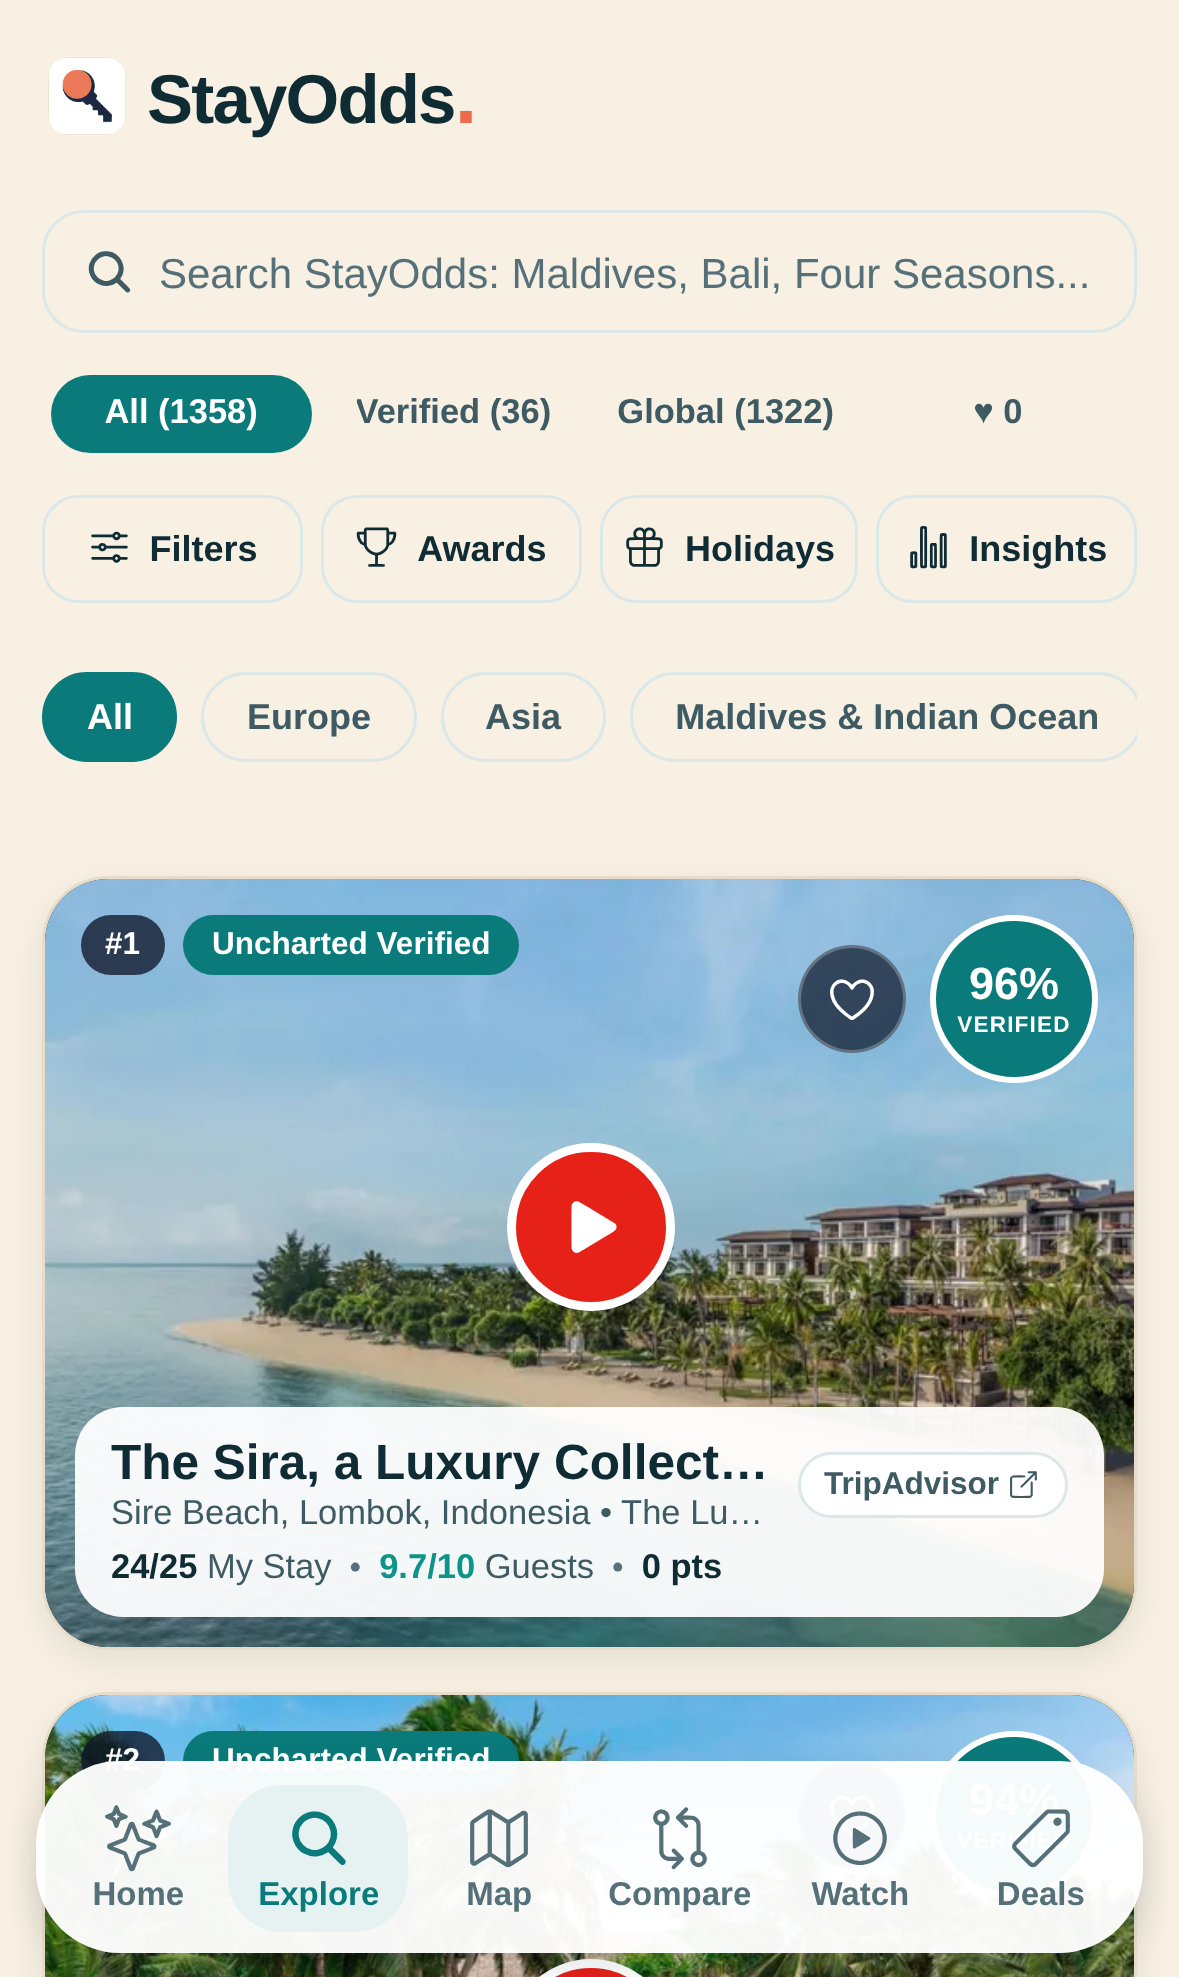 StayOdds.
Search StayOdds: Maldives, Bali, Four Seasons...
All (1358) Verified (36) Global (1322) ♥ 0
Filters Awards Holidays Insights
All Europe Asia Maldives & Indian Ocean
#1 Uncharted Verified
96%
VERIFIED
The Sira, a Luxury Collect...
TripAdvisor
Sire Beach, Lombok, Indonesia • The Lu...
24/25 My Stay • 9.7/10 Guests • 0 pts
#2 Uncharted Verified
94%
VERIFIED
Home Explore Map Compare Watch Deals